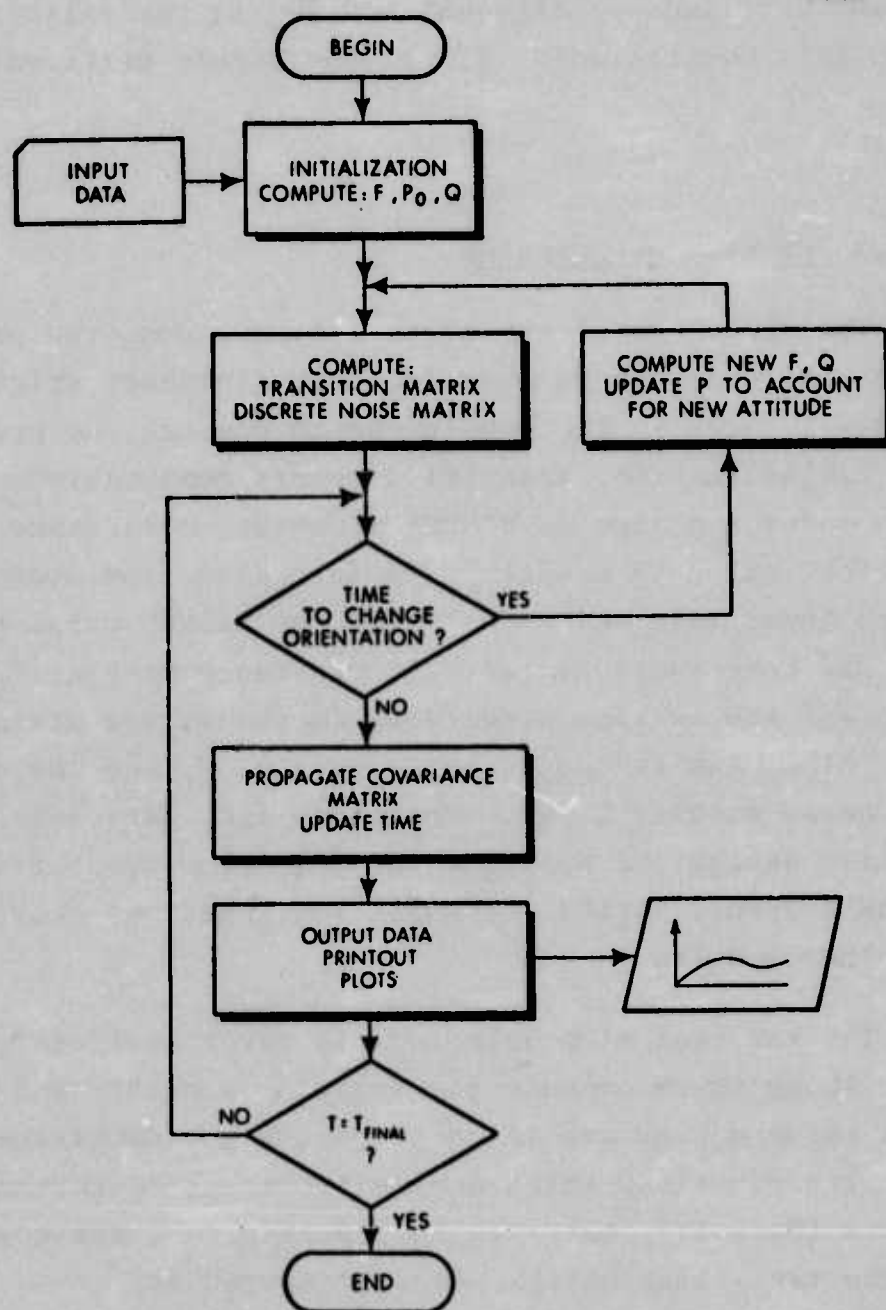 BEGIN
INPUT
DATA
INITIALIZATION
COMPUTE: F, P0, Q
COMPUTE:
TRANSITION MATRIX
DISCRETE NOISE MATRIX
COMPUTE NEW F, Q
UPDATE P TO ACCOUNT
FOR NEW ATTITUDE
TIME
TO CHANGE
ORIENTATION ?
YES
NO
PROPAGATE COVARIANCE
MATRIX
UPDATE TIME
OUTPUT DATA
PRINTOUT
PLOTS
NO
T = TFINAL
?
YES
END